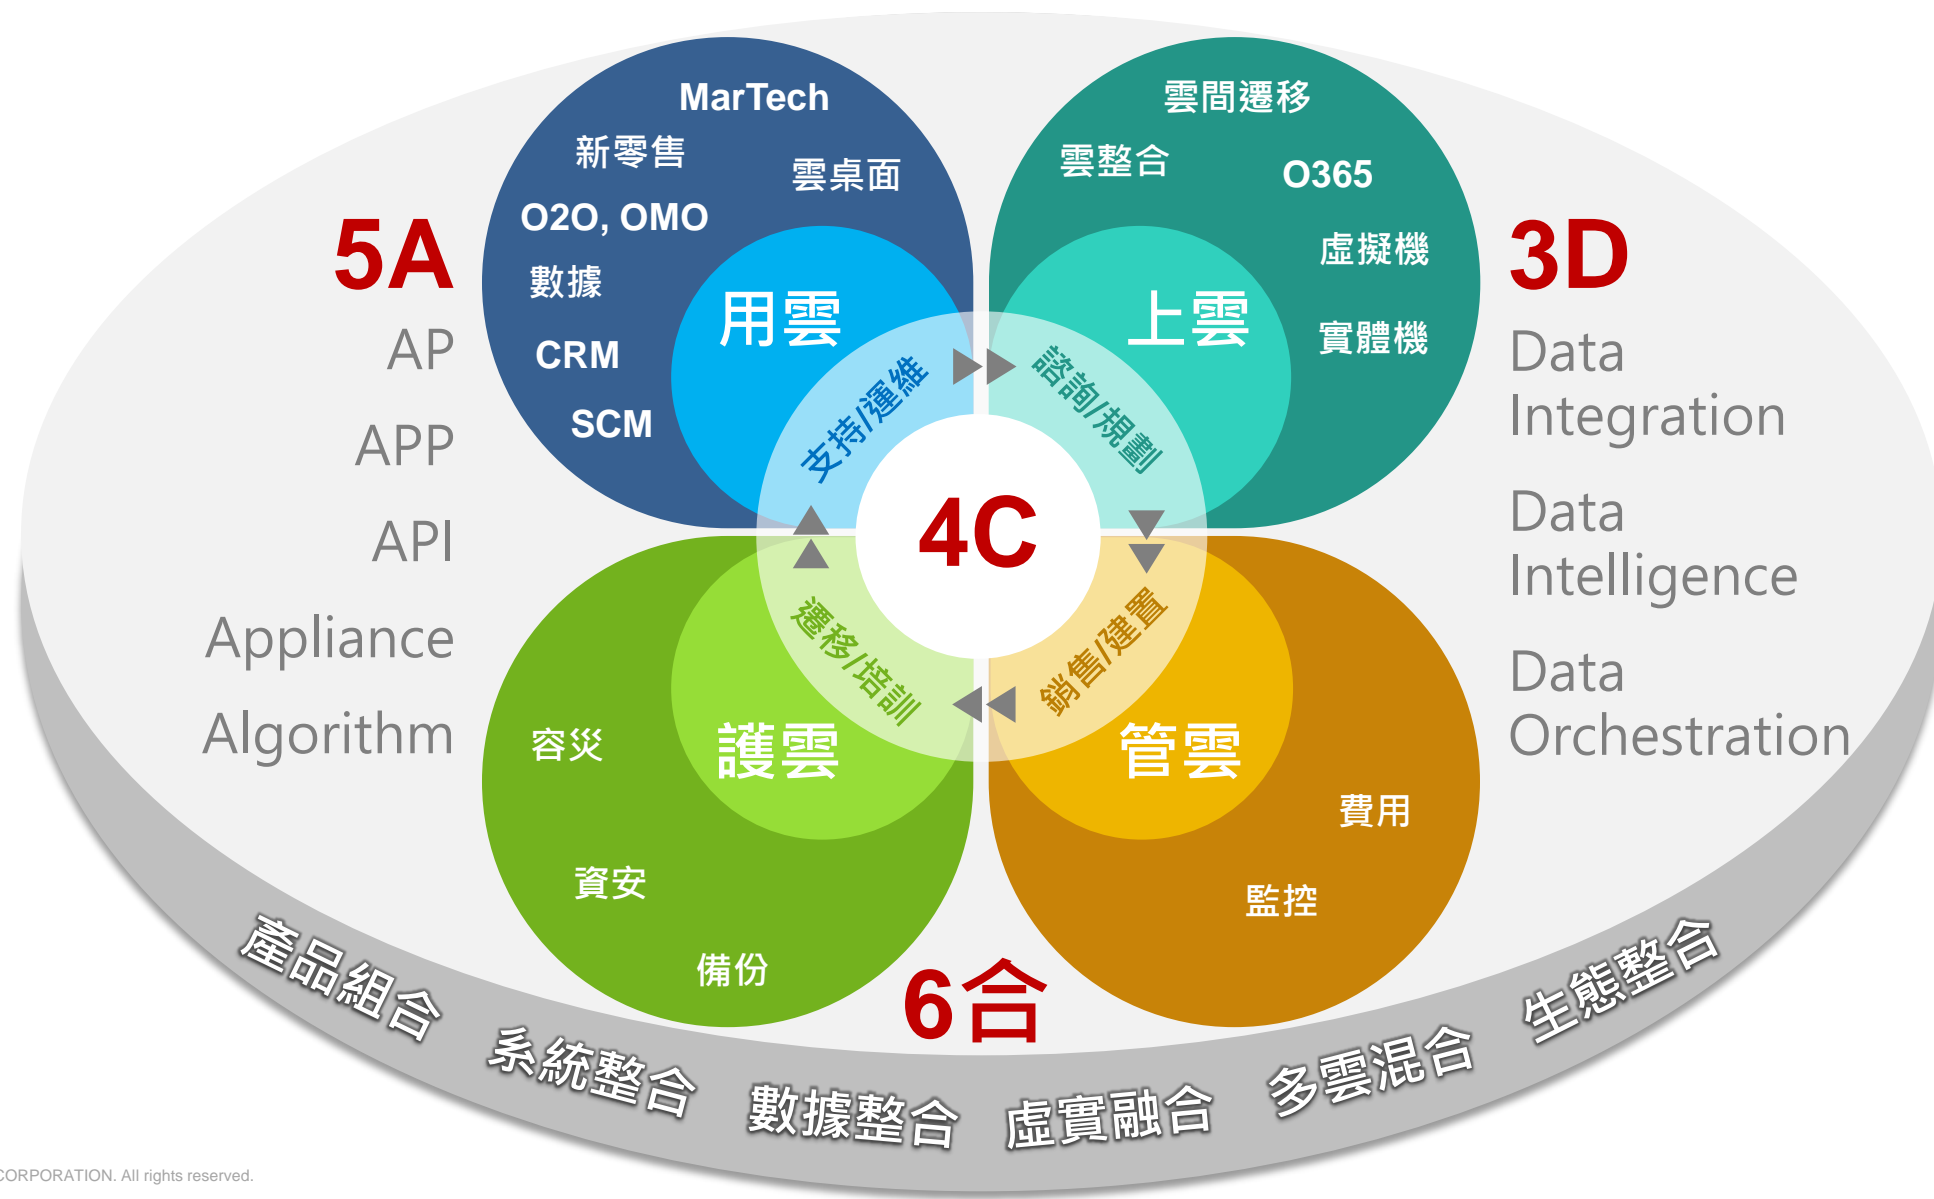 MarTech
新零售
雲桌面
O2O, OMO
數據
CRM
SCM
用雲
支持/運維
雲間遷移
雲整合
O365
虛擬機
實體機
上雲
諮詢/規劃
5A
AP
APP
API
Appliance
Algorithm
4C
3D
Data
Integration
Data
Intelligence
Data
Orchestration
遷移/培訓
護雲
容災
資安
備份
銷售/建置
管雲
費用
監控
6合
產品組合
系統整合
數據整合
虛實融合
多雲混合
生態整合
CORPORATION. All rights reserved.